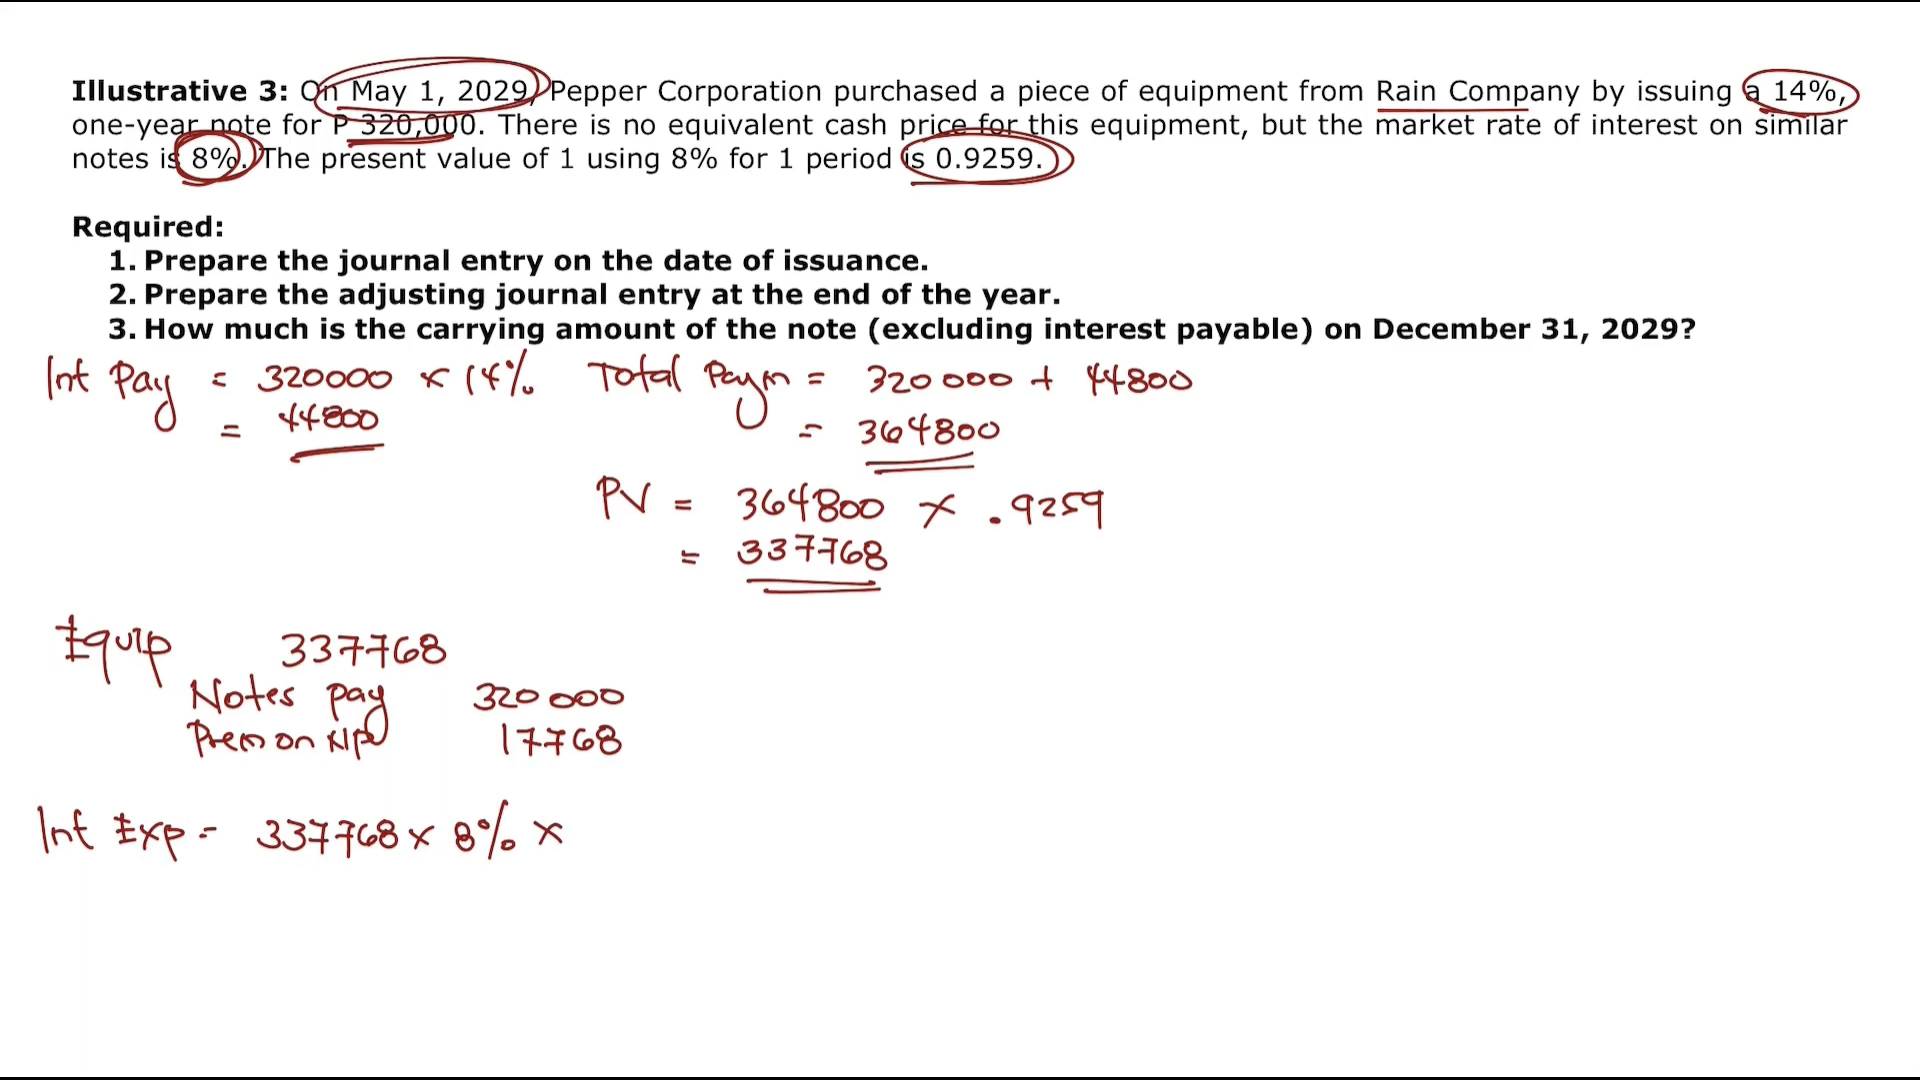 Illustrative 3: On May 1, 2029, Pepper Corporation purchased a piece of equipment from Rain Company by issuing a 14%,
one-year note for P 320,000. There is no equivalent cash price for this equipment, but the market rate of interest on similar
notes is 8%. The present value of 1 using 8% for 1 period is 0.9259.
Required:
1. Prepare the journal entry on the date of issuance.
2. Prepare the adjusting journal entry at the end of the year.
3. How much is the carrying amount of the note (excluding interest payable) on December 31, 2029?
Int Pay = 320000 x 14%
= 44800
Total Paym = 320000 + 44800
= 364800
PV = 364800 x .9259
= 337768
Equip 337768
Notes pay 320000
Prem on NP 17768
Int Exp = 337768 x 8% x